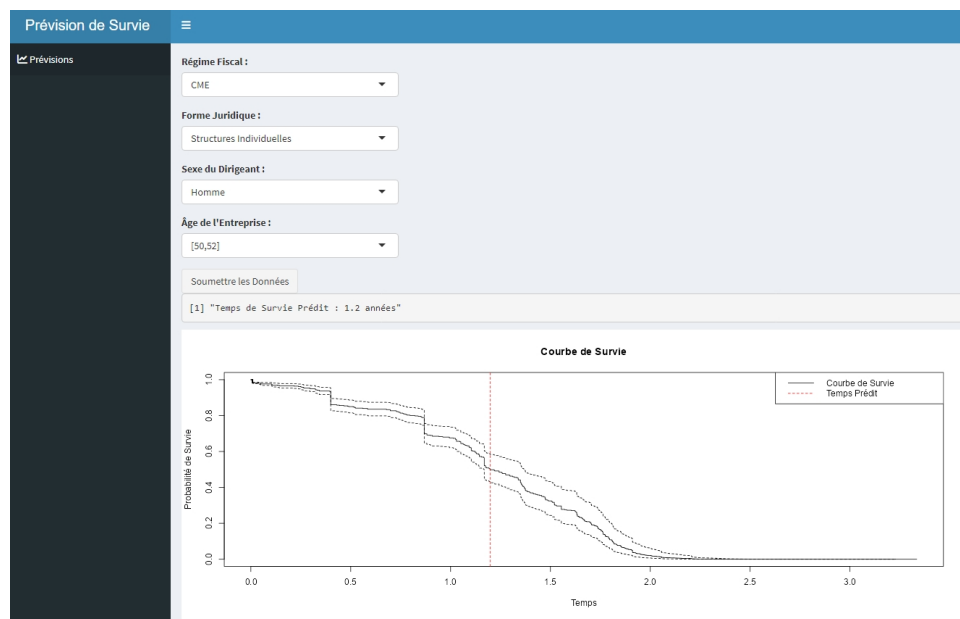 Prévision de Survie
Prévisions
Régime Fiscal :
CME
Forme Juridique :
Structures Individuelles
Sexe du Dirigeant :
Homme
Âge de l'Entreprise :
[50,52]
Soumettre les Données
[1] "Temps de Survie Prédit : 1.2 années"
Courbe de Survie
Courbe de Survie
Temps Prédit
Probabilité de Survie
1.0
0.8
0.6
0.4
0.2
0.0
0.0 0.5 1.0 1.5 2.0 2.5 3.0
Temps